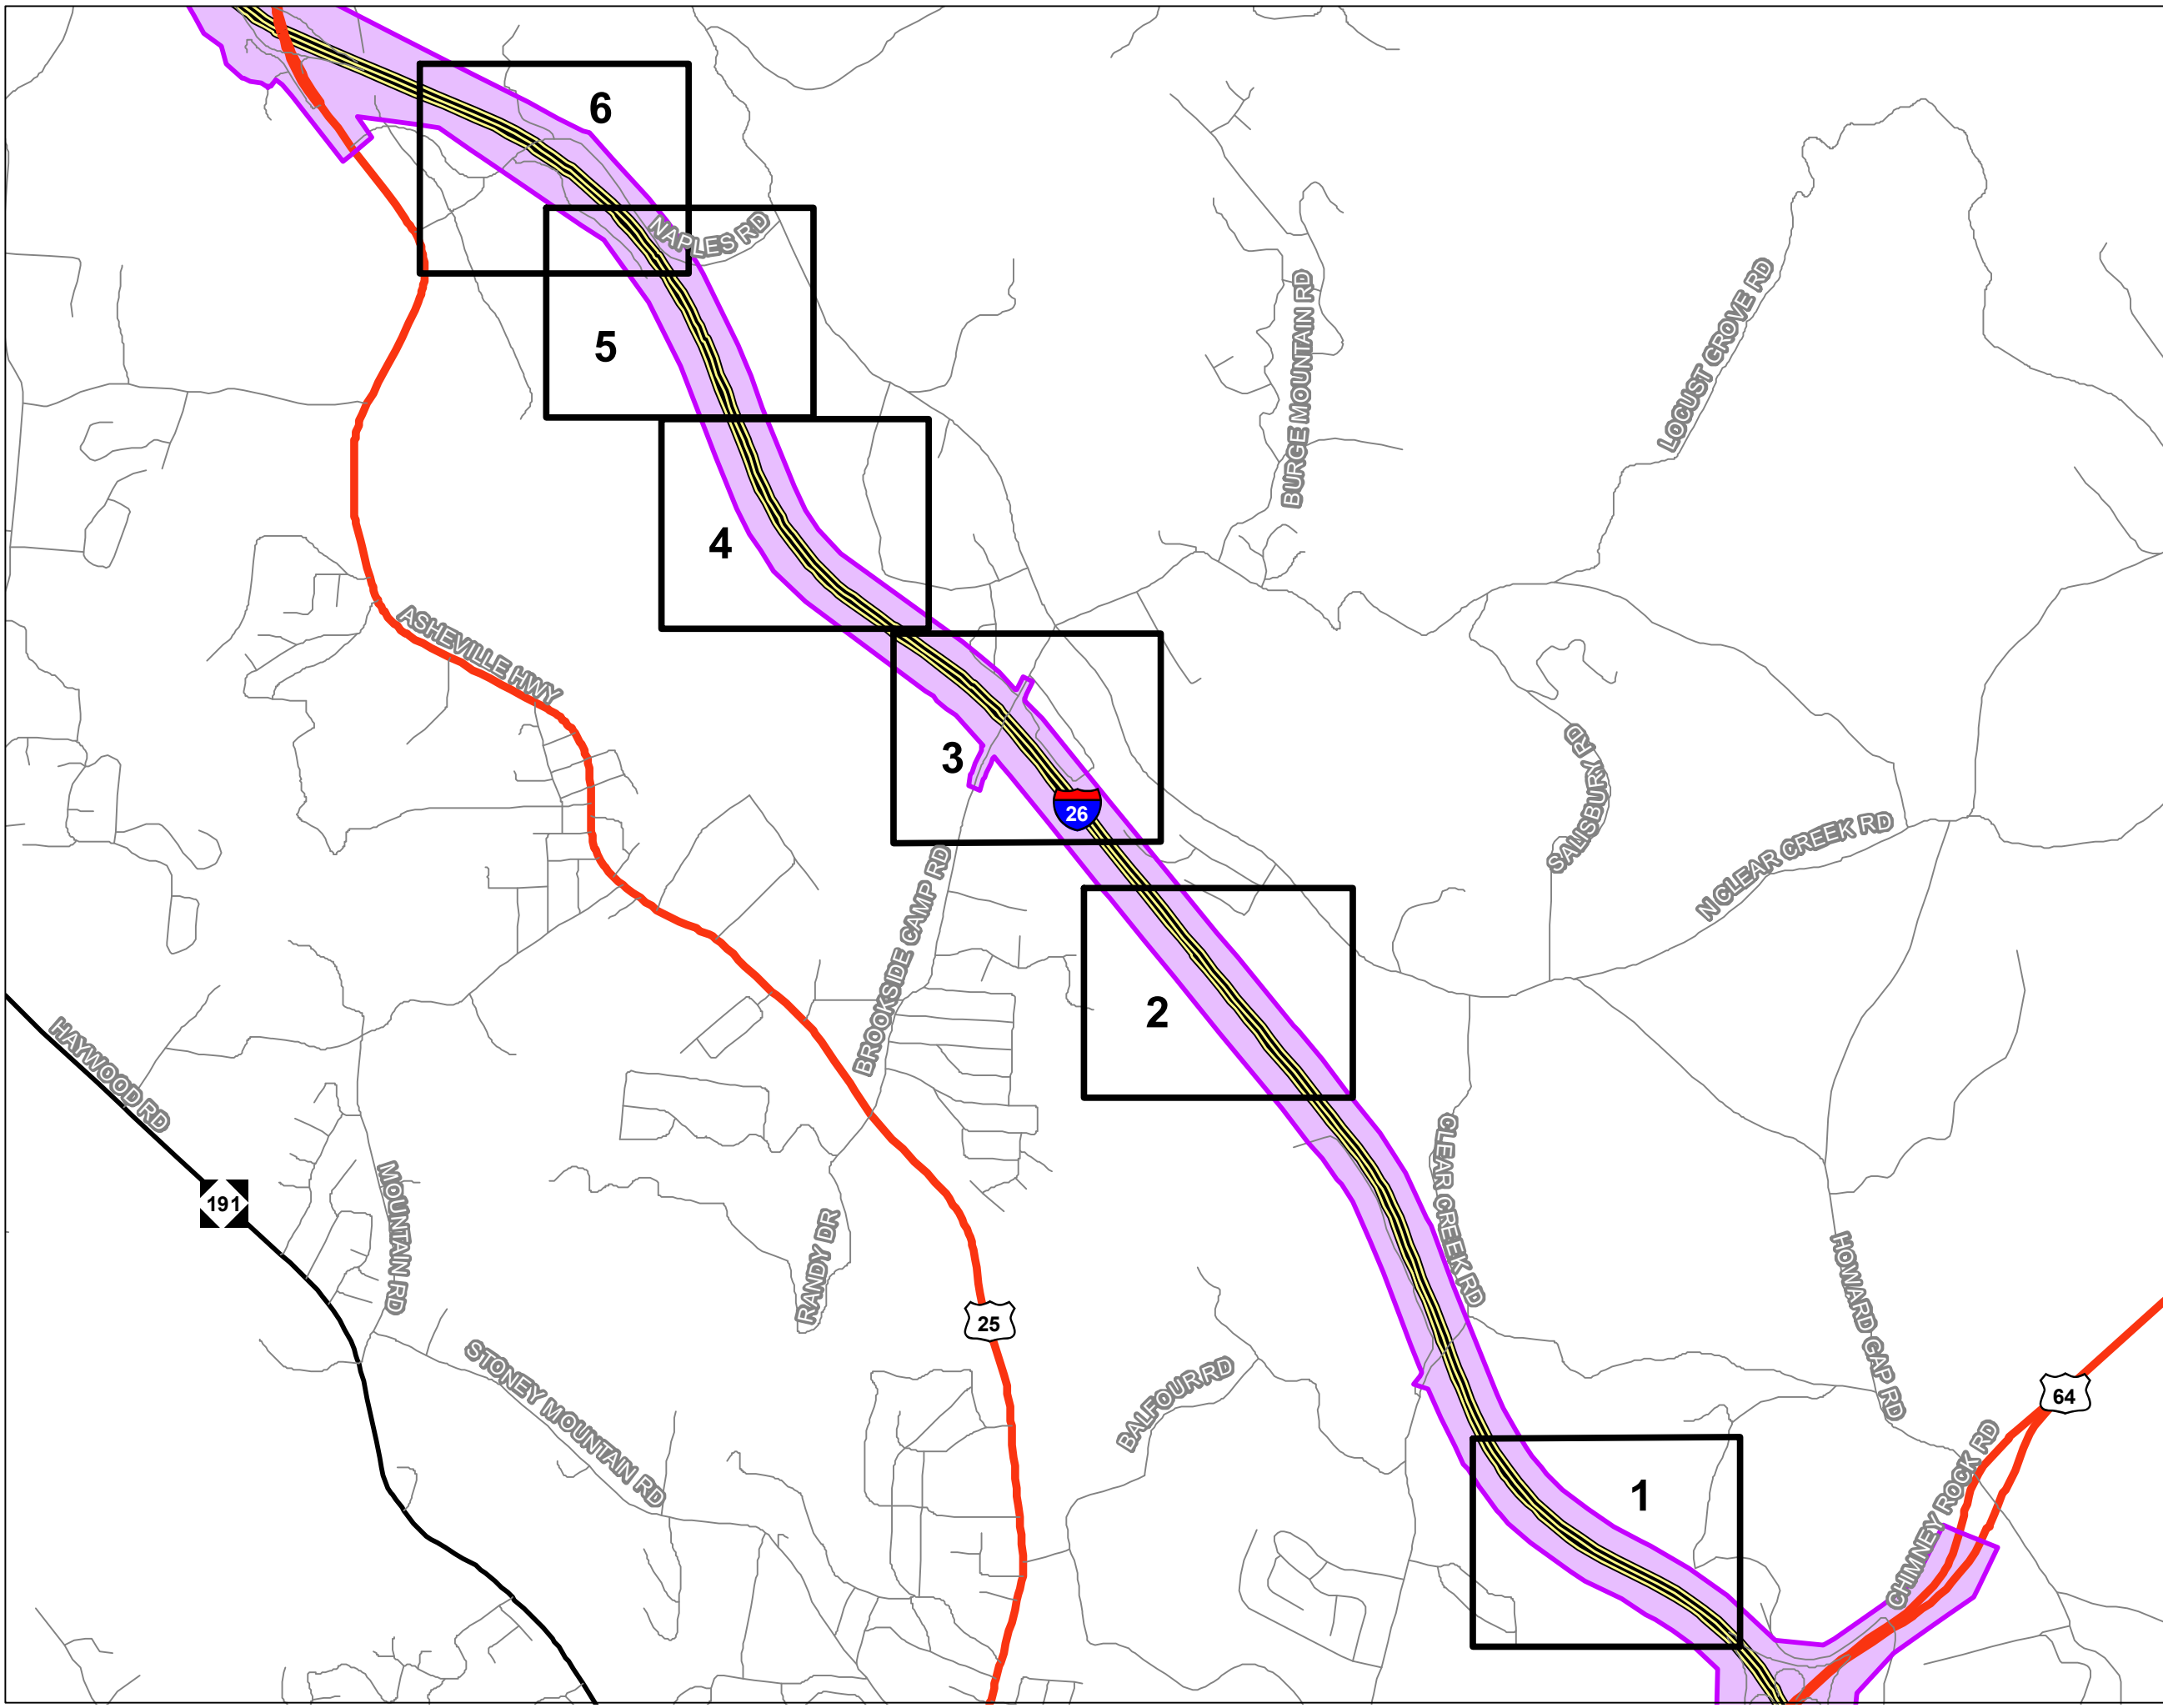 6
NAPLES RD
5
BURGE MOUNTAIN RD
LOCUST GROVE RD
4
ASHEVILLE HWY
3
26
SALISBURY RD
N CLEAR CREEK RD
BROOKSIDE CAMP RD
2
HAYWOOD RD
191
MOUNTAIN RD
RANDY DR
CLEAR CREEK RD
HOWARD GAP RD
25
STONEY MOUNTAIN RD
BALFOUR RD
64
CHIMNEY ROCK RD
1